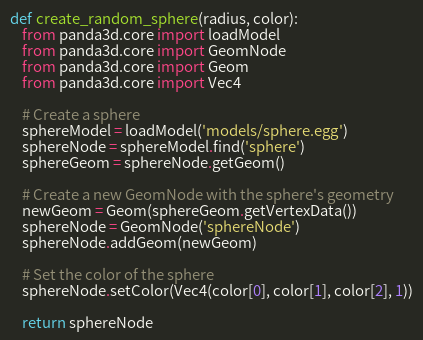 def create_random_sphere(radius, color):
from panda3d.core import loadModel
from panda3d.core import GeomNode
from panda3d.core import Geom
from panda3d.core import Vec4
# Create a sphere
sphereModel = loadModel('models/sphere.egg')
sphereNode = sphereModel.find('sphere')
sphereGeom = sphereNode.getGeom()
# Create a new GeomNode with the sphere's geometry
newGeom = Geom(sphereGeom.getVertexData())
sphereNode = GeomNode('sphereNode')
sphereNode.addGeom(newGeom)
# Set the color of the sphere
sphereNode.setColor(Vec4(color[0], color[1], color[2], 1))
return sphereNode